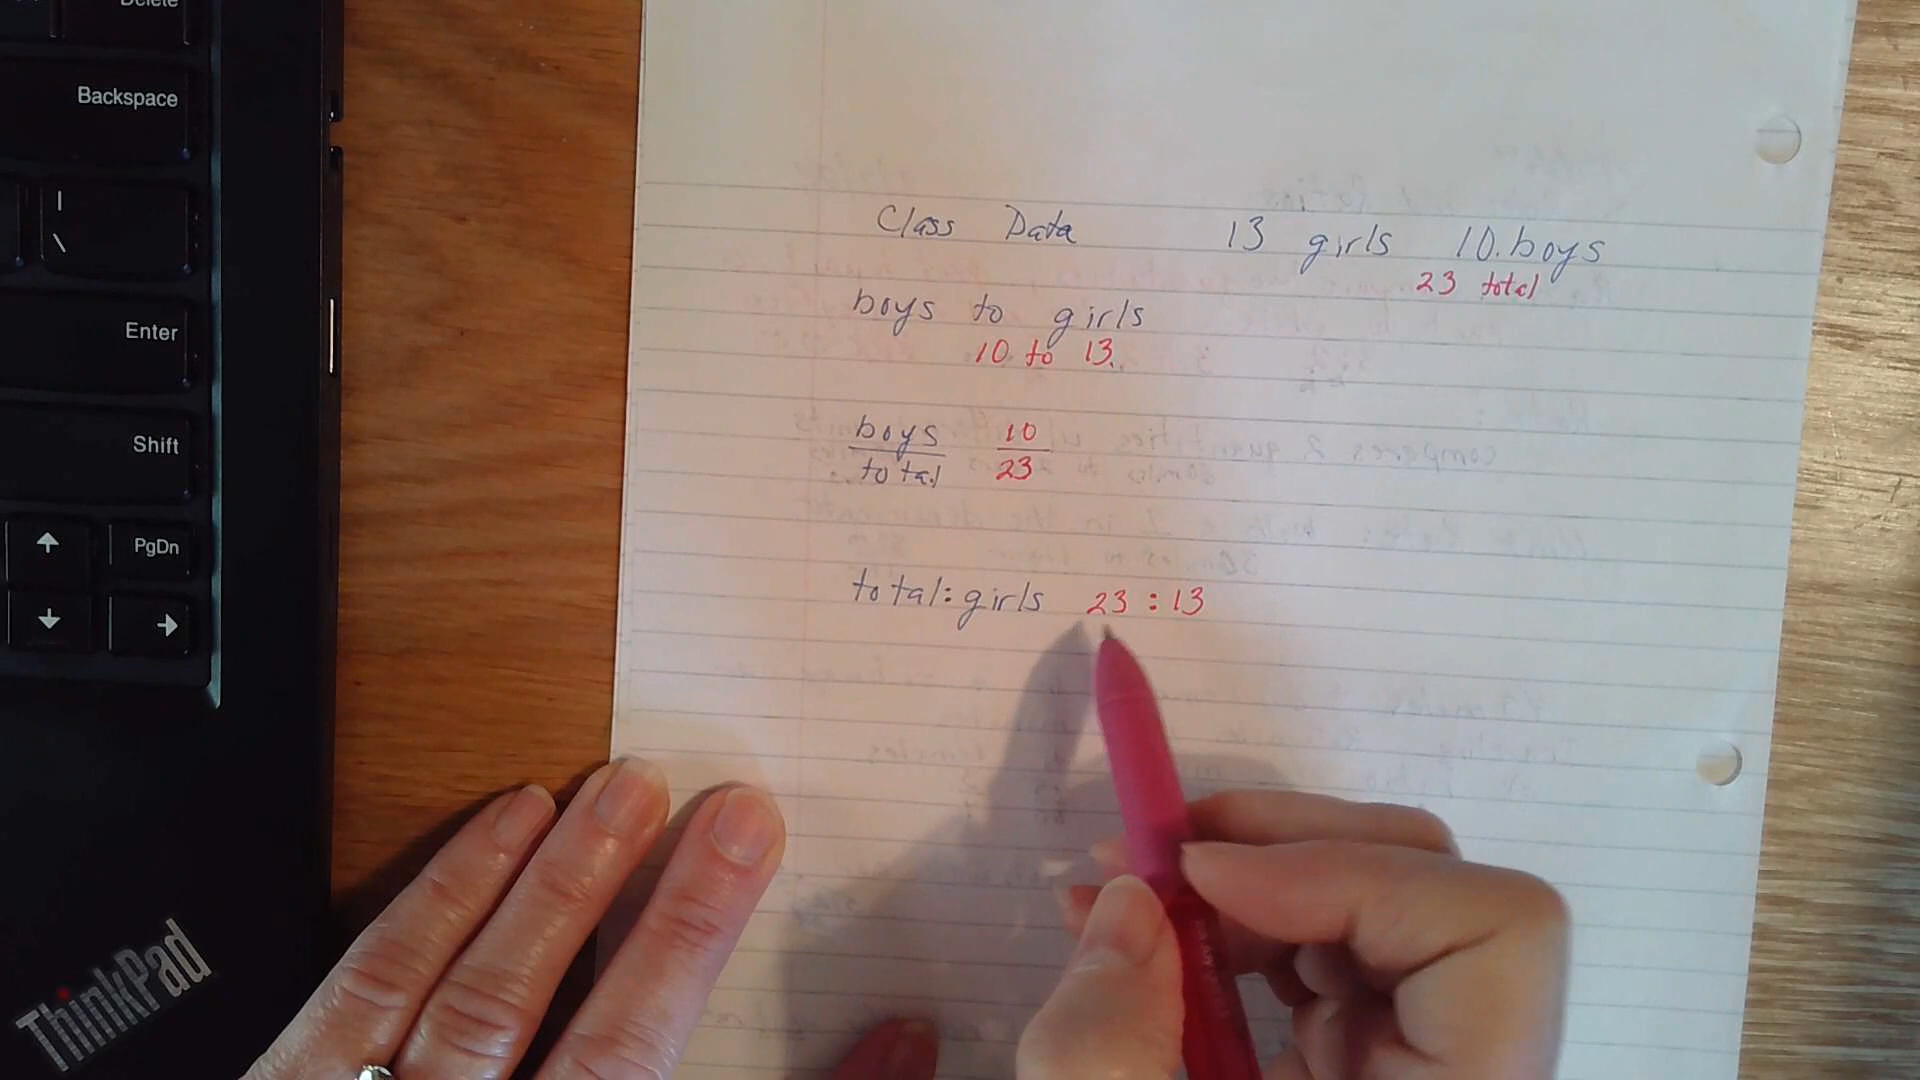 Delete
Backspace
|
\
Enter
Shift
↑ PgDn
↓ →
ThinkPad
Class Data 13 girls 10 boys
23 total
boys to girls
10 to 13
boys 10
total 23
total: girls 23 : 13